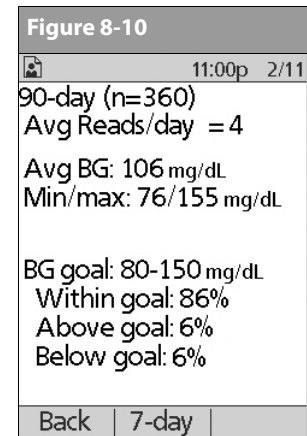 Figure 8-10
11:00p 2/11
90-day (n=360)
Avg Reads/day = 4
Avg BG: 106 mg/dL
Min/max: 76/155 mg/dL
BG goal: 80-150 mg/dL
Within goal: 86%
Above goal: 6%
Below goal: 6%
Back | 7-day |